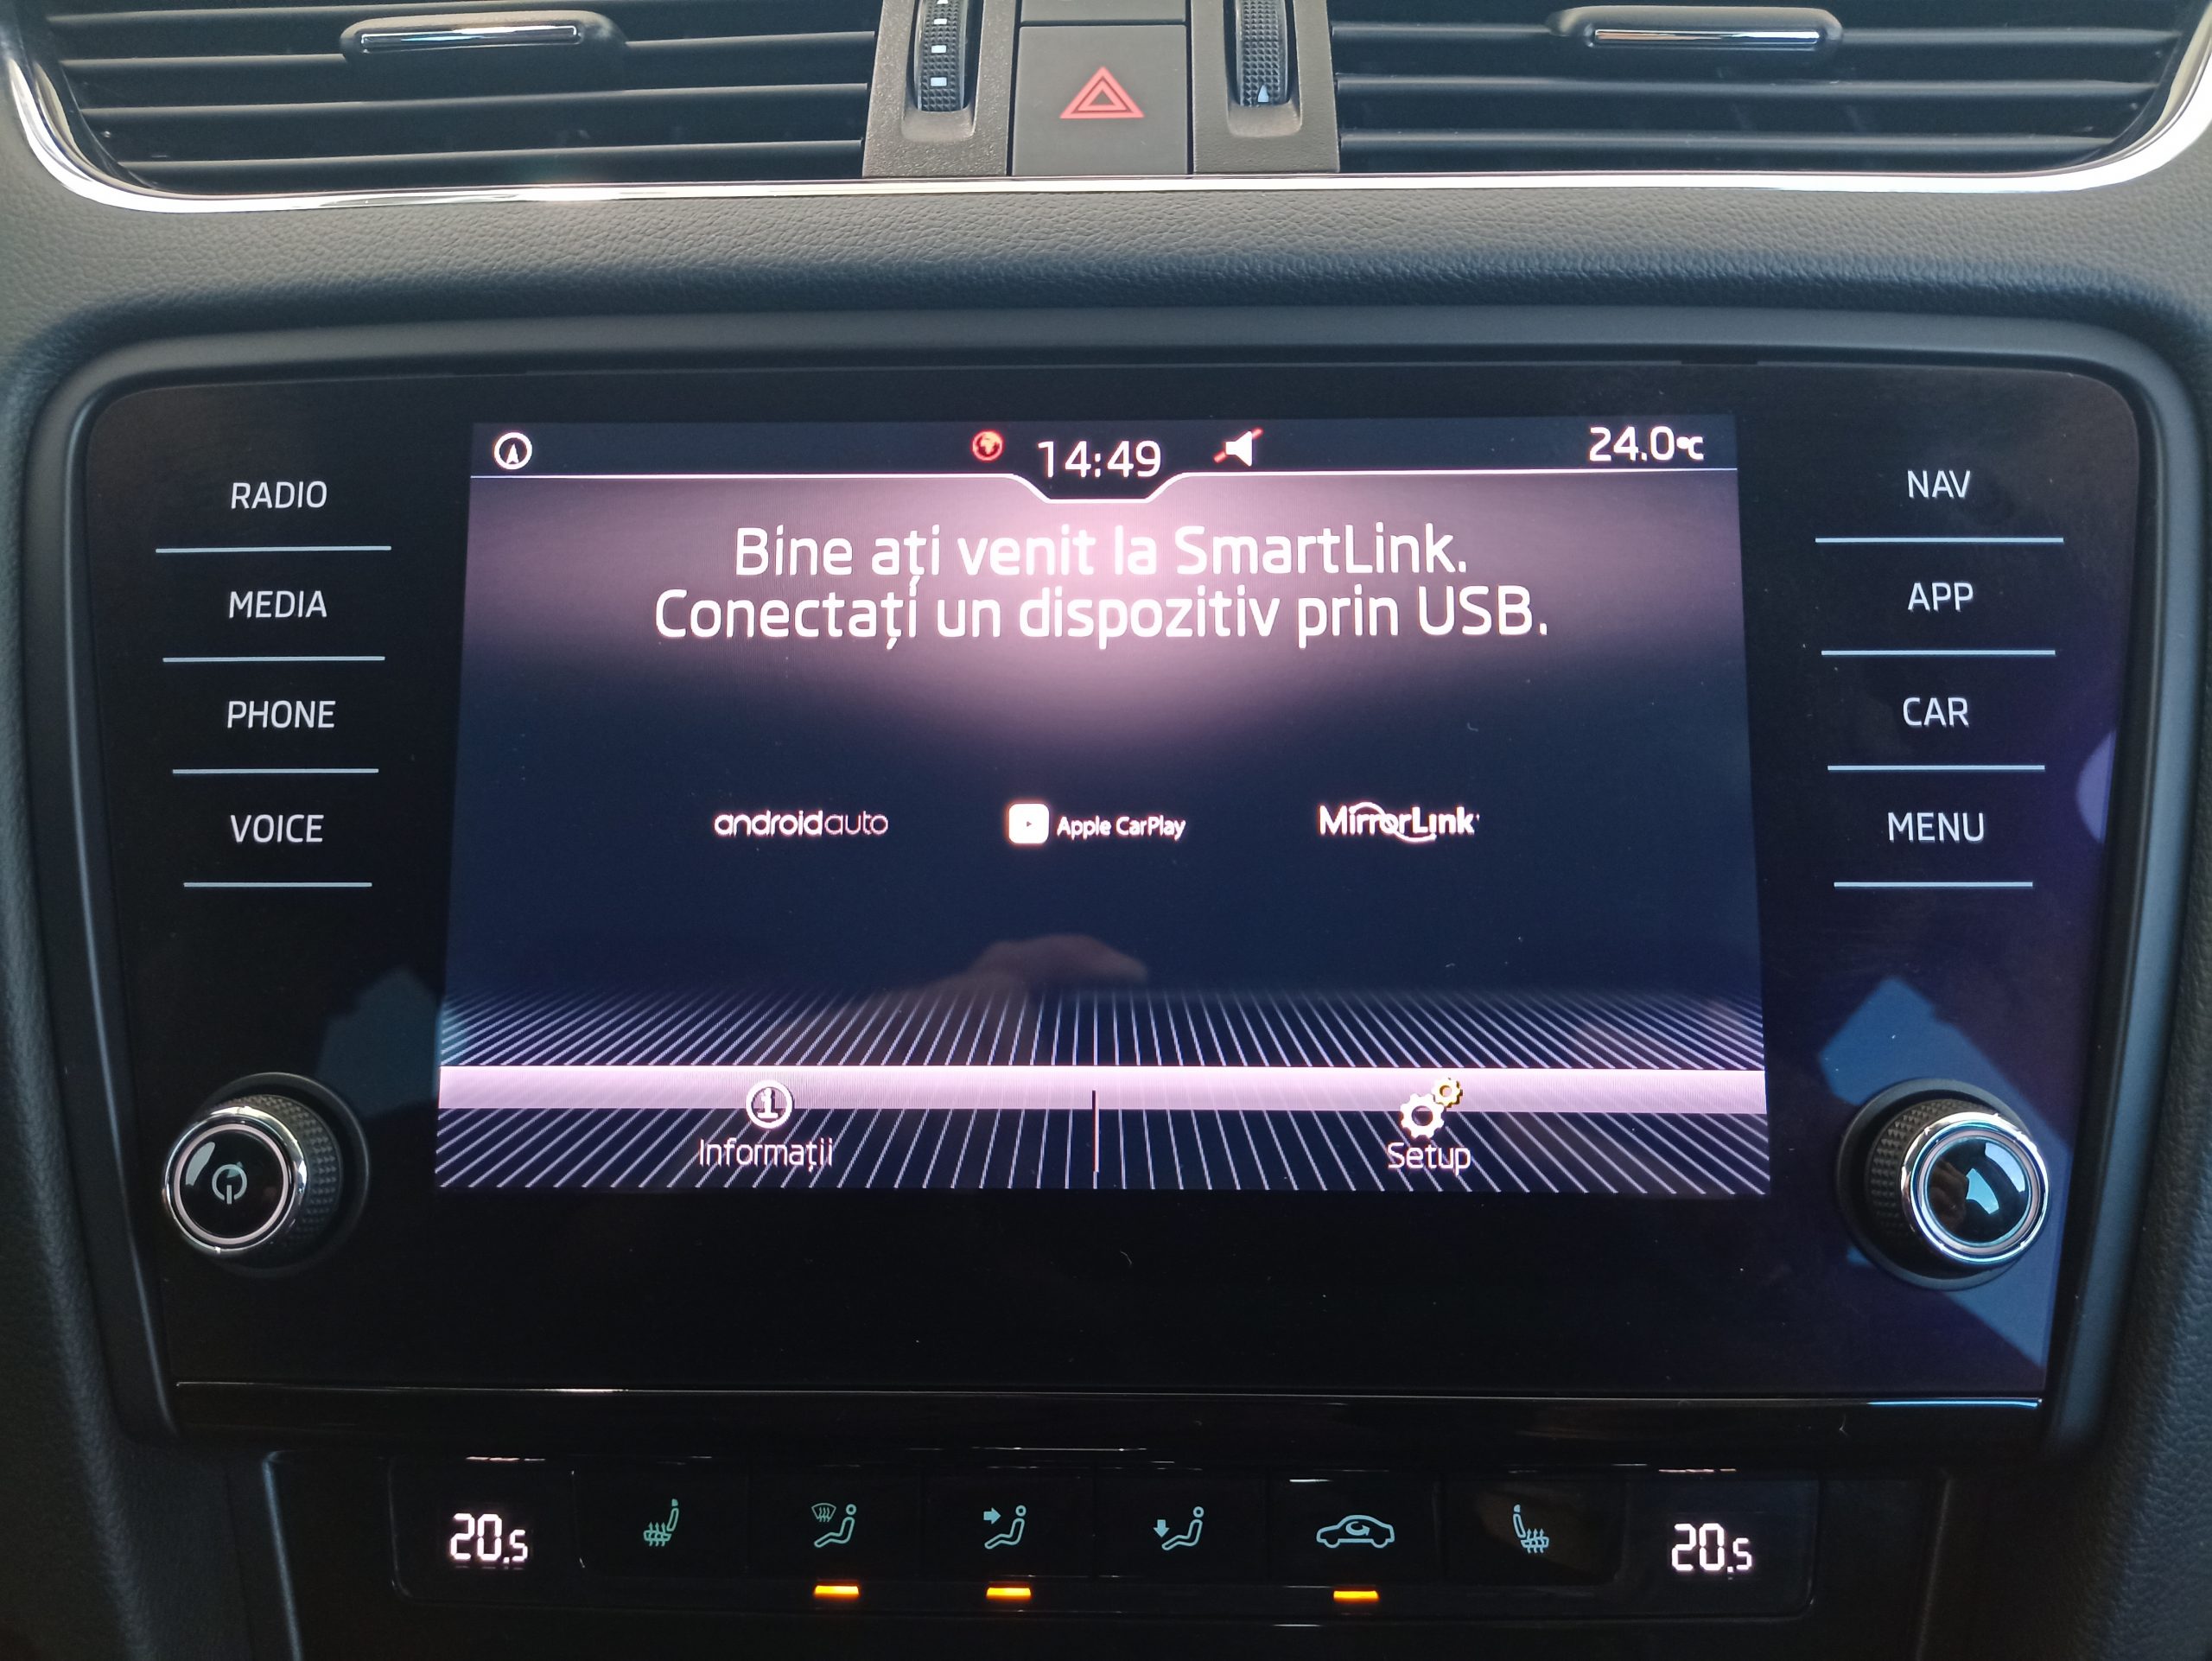 14:49
24.0°C
RADIO
MEDIA
PHONE
VOICE
Bine ați venit la SmartLink.
Conectați un dispozitiv prin USB.
androidauto
Apple CarPlay
MirrorLink
Informații
Setup
NAV
APP
CAR
MENU
20.5
20.5